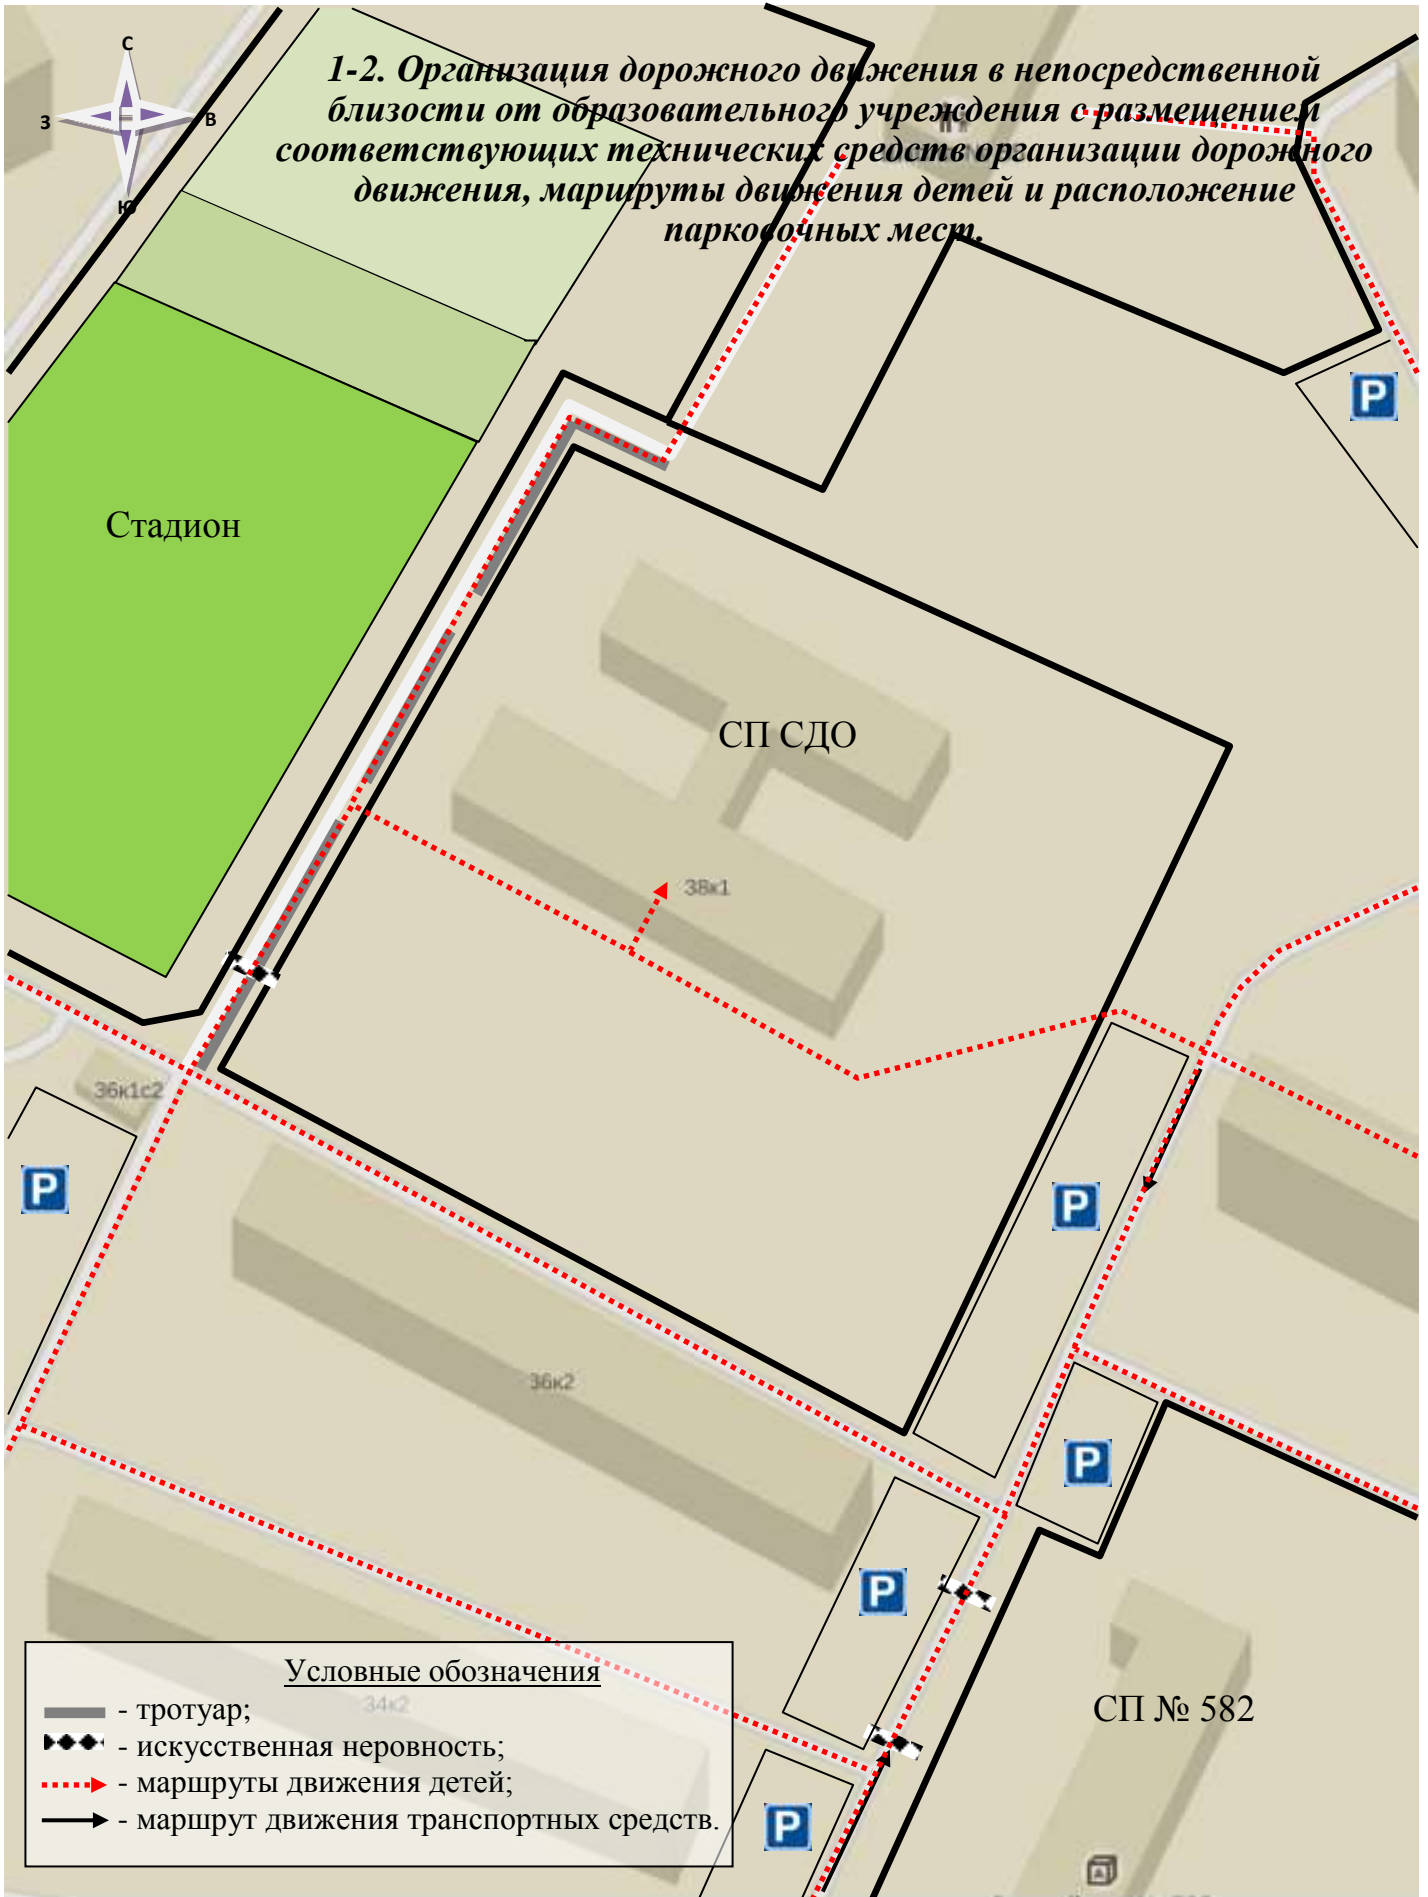 С
З
В
Ю
1-2. Организация дорожного движения в непосредственной
близости от образовательного учреждения с размещением
соответствующих технических средств организации дорожного
движения, маршруты движения детей и расположение
парковочных мест.
P
Стадион
СП СДО
38к1
36к1с2
P
P
36к2
P
P
СП № 582
P
Условные обозначения
- тротуар;
34к2
- искусственная неровность;
- маршруты движения детей;
- маршрут движения транспортных средств.